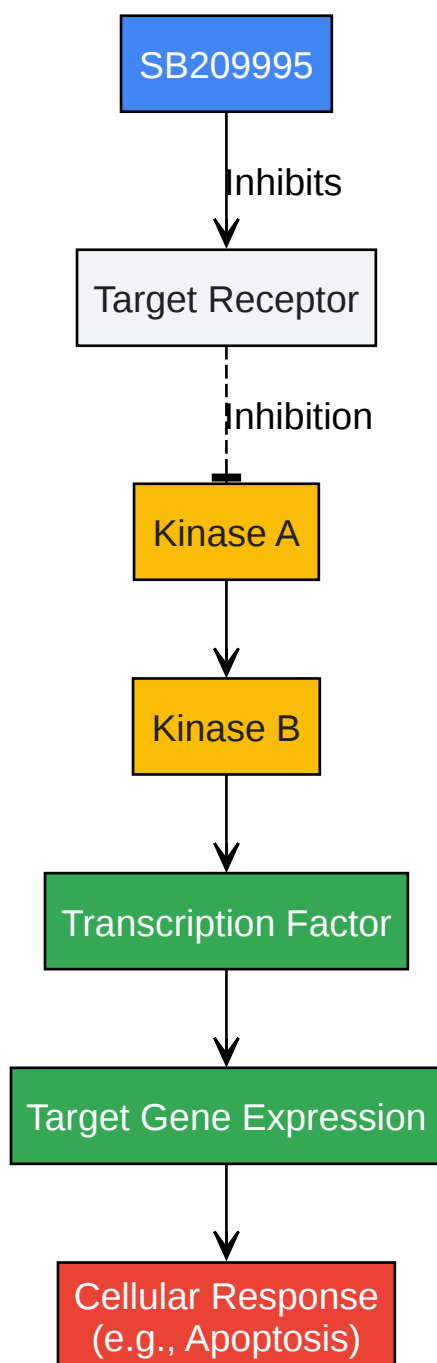 SB209995
Inhibits
Target Receptor
Inhibition
Kinase A
Kinase B
Transcription Factor
Target Gene Expression
Cellular Response
(e.g., Apoptosis)